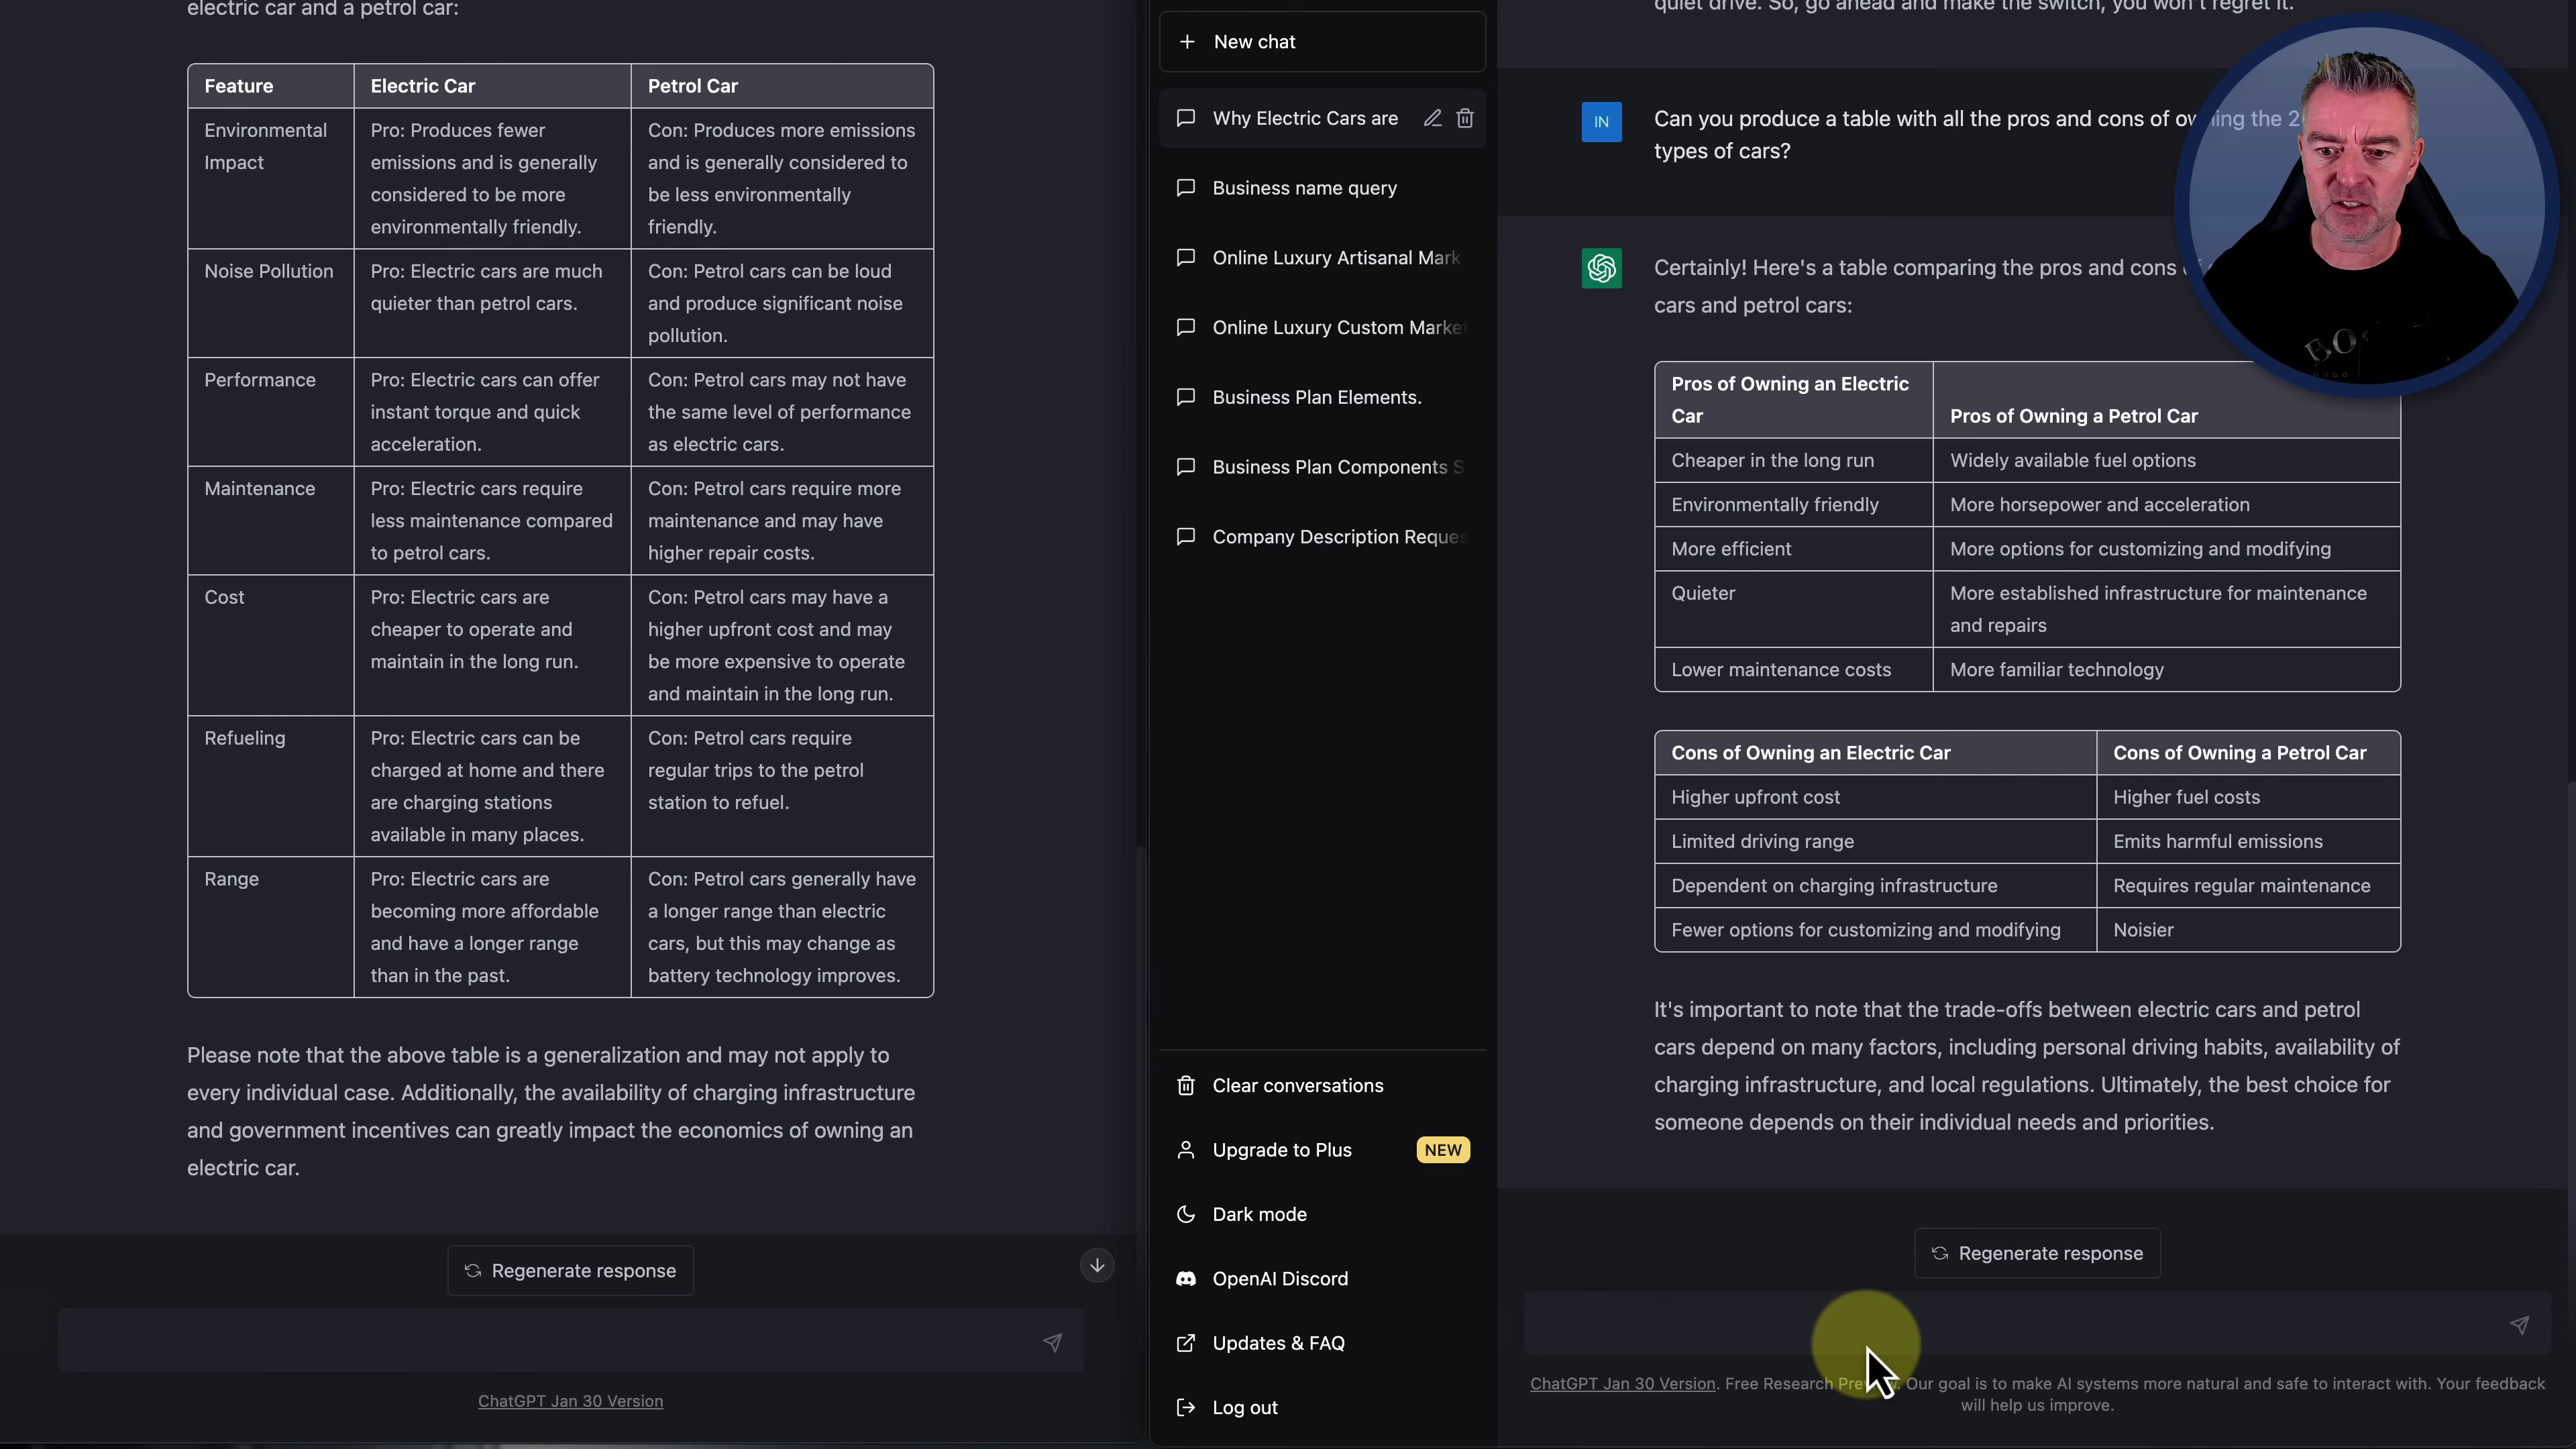 electric car and a petrol car:
Feature
Electric Car
Petrol Car
Environmental
Impact
Pro: Produces fewer
emissions and is generally
considered to be more
environmentally friendly.
Con: Produces more emissions
and is generally considered to
be less environmentally
friendly.
Noise Pollution
Pro: Electric cars are much
quieter than petrol cars.
Con: Petrol cars can be loud
and produce significant noise
pollution.
Performance
Pro: Electric cars can offer
instant torque and quick
acceleration.
Con: Petrol cars may not have
the same level of performance
as electric cars.
Maintenance
Pro: Electric cars require
less maintenance compared
to petrol cars.
Con: Petrol cars require more
maintenance and may have
higher repair costs.
Cost
Pro: Electric cars are
cheaper to operate and
maintain in the long run.
Con: Petrol cars may have a
higher upfront cost and may
be more expensive to operate
and maintain in the long run.
Refueling
Pro: Electric cars can be
charged at home and there
are charging stations
available in many places.
Con: Petrol cars require
regular trips to the petrol
station to refuel.
Range
Pro: Electric cars are
becoming more affordable
and have a longer range
than in the past.
Con: Petrol cars generally have
a longer range than electric
cars, but this may change as
battery technology improves.
Please note that the above table is a generalization and may not apply to
every individual case. Additionally, the availability of charging infrastructure
and government incentives can greatly impact the economics of owning an
electric car.
Regenerate response
ChatGPT Jan 30 Version
New chat
Why Electric Cars are
Business name query
Online Luxury Artisanal Mark
Online Luxury Custom Market
Business Plan Elements.
Business Plan Components S
Company Description Reques
Clear conversations
Upgrade to Plus
NEW
Dark mode
OpenAI Discord
Updates & FAQ
Log out
quiet drive. So, go ahead and make the switch, you won't regret it.
IN
Can you produce a table with all the pros and cons of owning the 2
types of cars?
Certainly! Here's a table comparing the pros and cons
cars and petrol cars:
Pros of Owning an Electric
Car
Pros of Owning a Petrol Car
Cheaper in the long run
Widely available fuel options
Environmentally friendly
More horsepower and acceleration
More efficient
More options for customizing and modifying
Quieter
More established infrastructure for maintenance
and repairs
Lower maintenance costs
More familiar technology
Cons of Owning an Electric Car
Cons of Owning a Petrol Car
Higher upfront cost
Higher fuel costs
Limited driving range
Emits harmful emissions
Dependent on charging infrastructure
Requires regular maintenance
Fewer options for customizing and modifying
Noisier
It's important to note that the trade-offs between electric cars and petrol
cars depend on many factors, including personal driving habits, availability of
charging infrastructure, and local regulations. Ultimately, the best choice for
someone depends on their individual needs and priorities.
Regenerate response
ChatGPT Jan 30 Version. Free Research Our goal is to make AI systems more natural and safe to interact with. Your feedback
will help us improve.